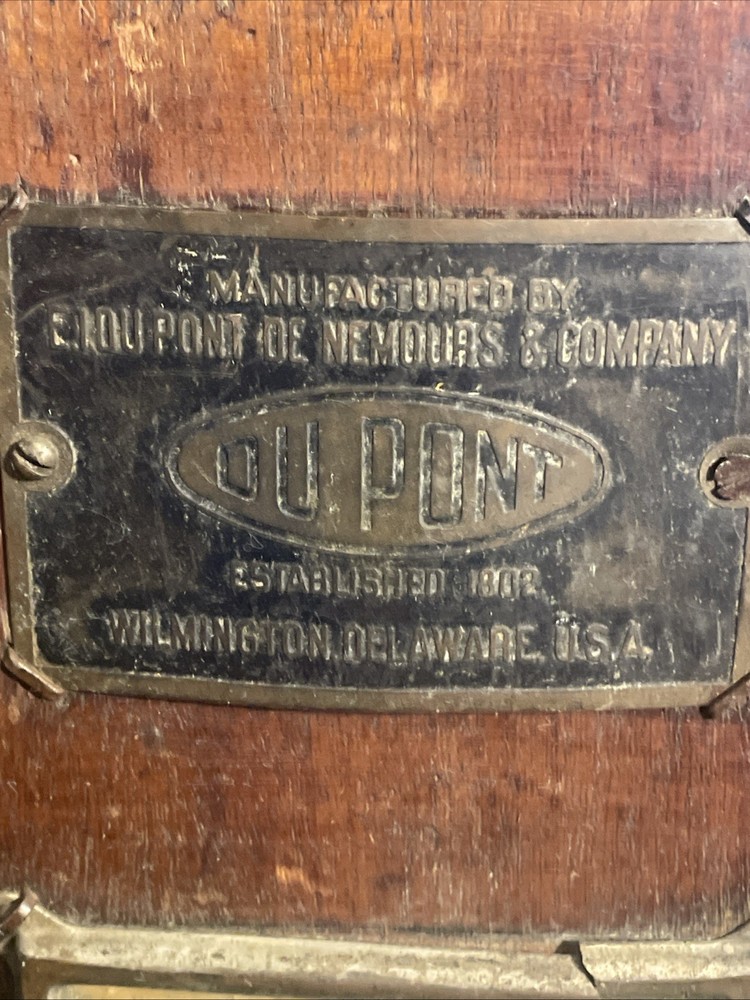 MANUFACTURED BY
E.I.DU PONT DE NEMOURS & COMPANY
DU PONT
ESTABLISHED 1802
WILMINGTON, DELAWARE, U.S.A.